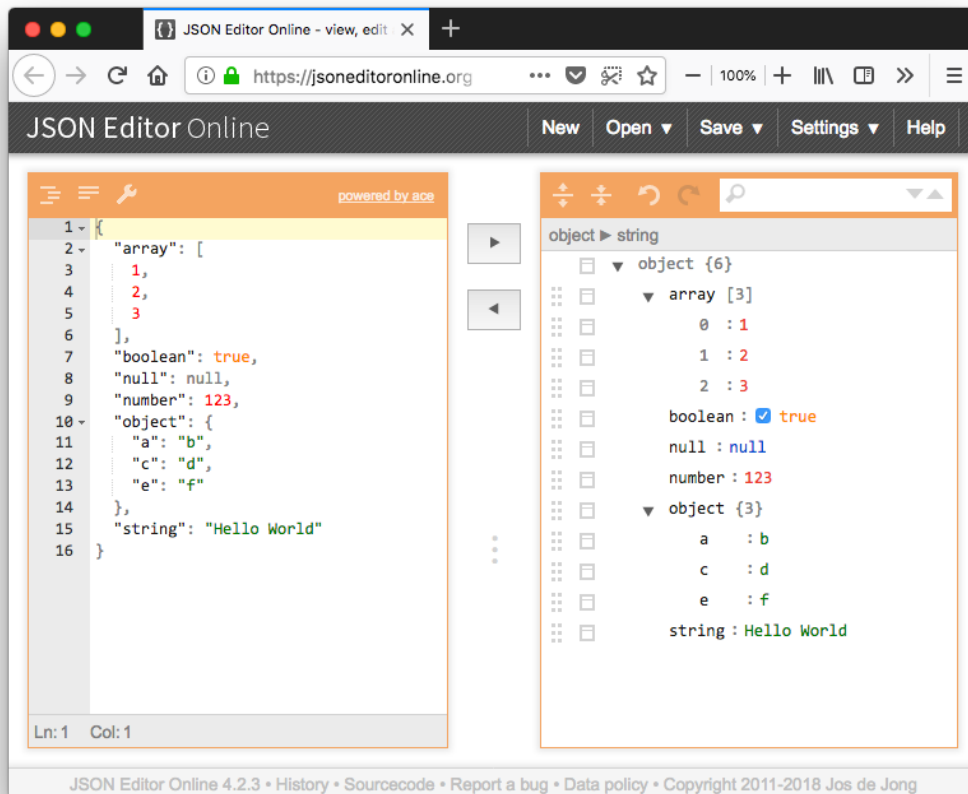 {} JSON Editor Online - view, edit
https://jsoneditoronline.org
100%
JSON Editor Online
New
Open ▼
Save ▼
Settings ▼
Help
powered by ace
1 {
2 "array": [
3 1,
4 2,
5 3
6 ],
7 "boolean": true,
8 "null": null,
9 "number": 123,
10 "object": {
11 "a": "b",
12 "c": "d",
13 "e": "f"
14 },
15 "string": "Hello World"
16 }
Ln: 1 Col: 1
object ▶ string
▼ object {6}
▼ array [3]
0 : 1
1 : 2
2 : 3
boolean : true
null : null
number : 123
▼ object {3}
a : b
c : d
e : f
string : Hello World
JSON Editor Online 4.2.3 • History • Sourcecode • Report a bug • Data policy • Copyright 2011-2018 Jos de Jong